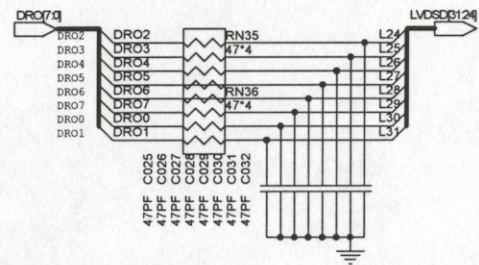 DRO[7:0] LVDSD[31:24]
DRO2 DRO2 RN35 L24
DRO3 DRO3 47*4 L25
DRO4 DRO4 L26
DRO5 DRO5 L27
DRO6 DRO6 RN36 L28
DRO7 DRO7 47*4 L29
DRO0 DRO0 L30
DRO1 DRO1 L31
47PF C025
47PF C026
47PF C027
47PF C028
47PF C029
47PF C030
47PF C031
47PF C032